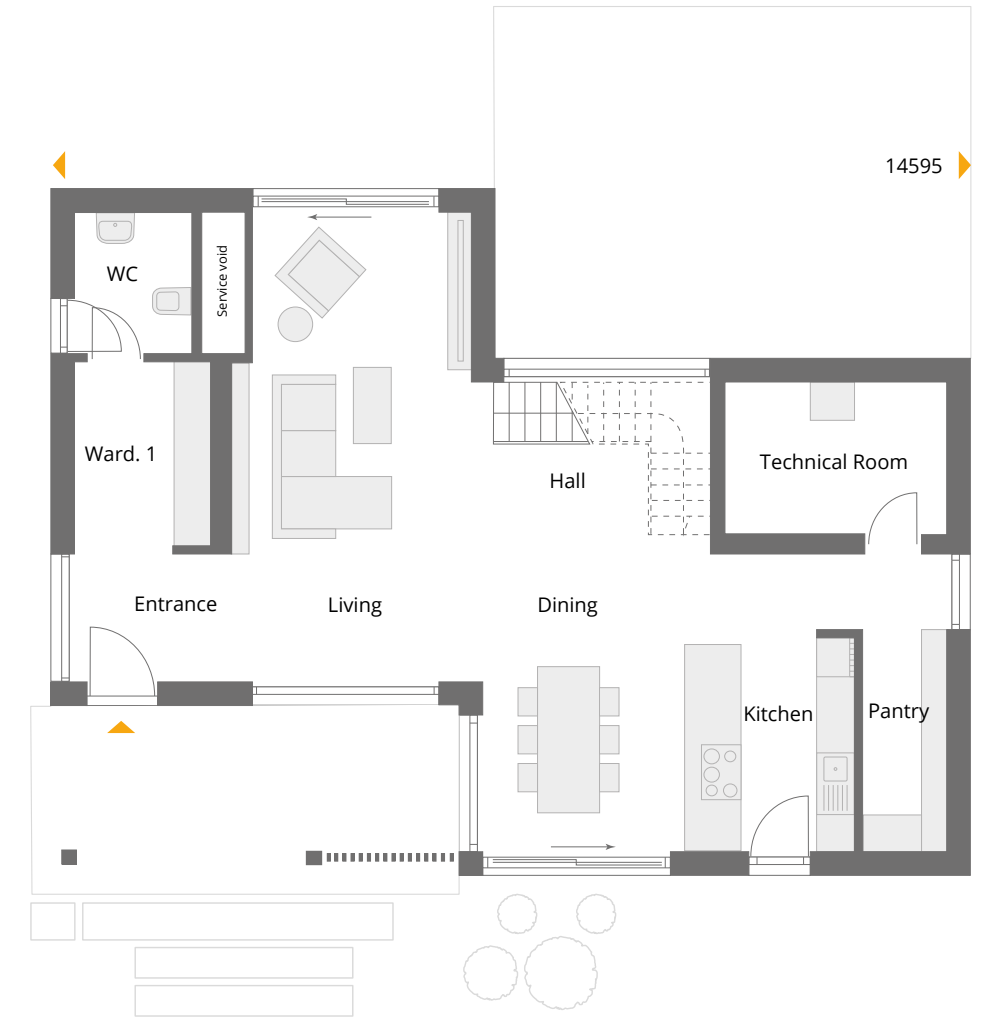 14595
WC
Service void
Ward. 1
Technical Room
Hall
Entrance
Living
Dining
Kitchen
Pantry